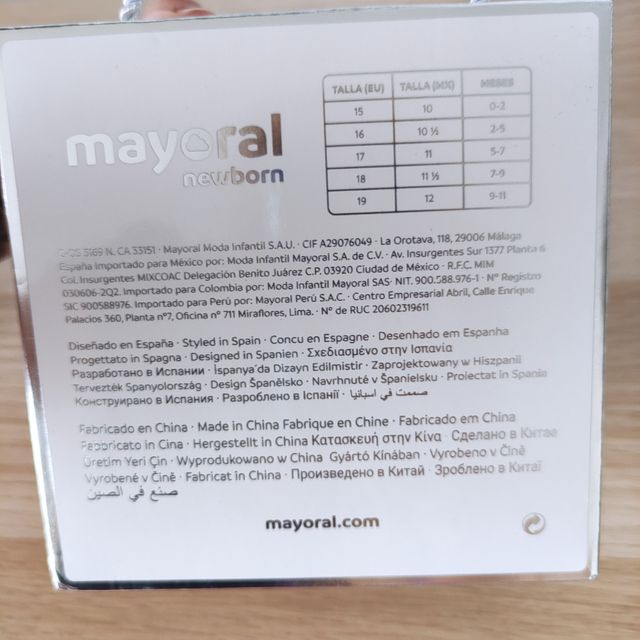 mayoral
newborn
TALLA (EU) TALLA (MX) MESES
15 10 0-2
16 10 ½ 2-5
17 11 5-7
18 11 ½ 7-9
19 12 9-11
3169 N. CA 33151 · Mayoral Moda Infantil S.A.U. · CIF A29076049 · La Orotava, 118, 29006 Málaga
España Importado para México por: Moda Infantil Mayoral S.A. de C.V. · Av. Insurgentes Sur 1377 Planta 6
Col. Insurgentes MIXCOAC Delegación Benito Juárez C.P. 03920 Ciudad de México · R.F.C. MIM
030606-2Q2. Importado para Colombia por: Moda Infantil Mayoral SAS· NIT. 900.588.976-1 · Nº Registro
SIC 900588976. Importado para Perú por: Mayoral Perú S.A.C. · Centro Empresarial Abril, Calle Enrique
Palacios 360, Planta nº7, Oficina nº 711 Miraflores, Lima. · Nº de RUC 20602319611
Diseñado en España · Styled in Spain · Concu en Espagne · Desenhado em Espanha
Progettato in Spagna · Designed in Spanien · Σχεδιασμένο στην Ισπανία
Разработано в Испании · İspanya'da Dizayn Edilmistir · Zaprojektowany w Hiszpanii
Tervezték Spanyolország · Design Španělsko · Navrhnuté v Španielsku · Proiectat in Spania
Конструирано в Испания · Разроблено в Іспанії · صممت في اسبانيا
Fabricado en China · Made in China Fabrique en Chine · Fabricado em China
Fabbricato in Cina · Hergestellt in China Κατασκευή στην Κίνα · Сделано в Китае
Üretim Yeri Çin · Wyprodukowano w China Gyártó Kínában · Vyrobeno v Číně
Vyrobené v Číně · Fabricat in China · Произведено в Китай · Зроблено в Китаї
صنع في الصين
mayoral.com